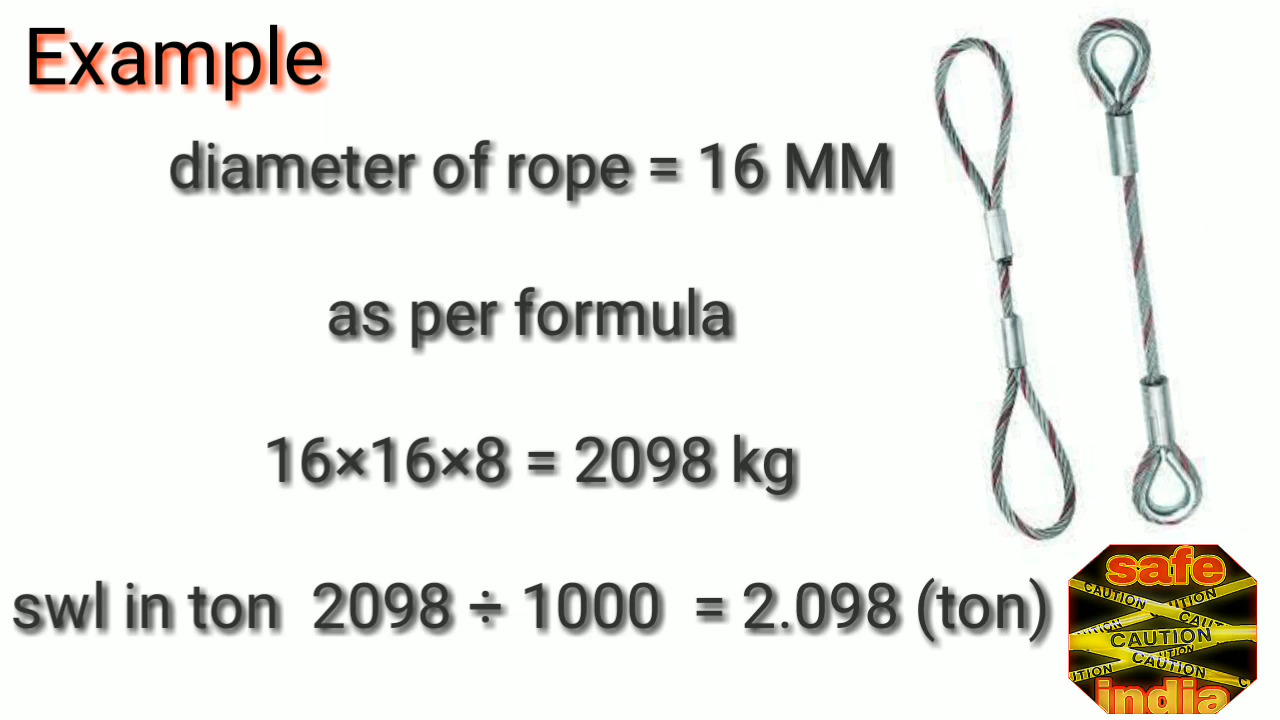 Example
diameter of rope = 16 MM
as per formula
16×16×8 = 2098 kg
swl in ton 2098 ÷ 1000 = 2.098 (ton)
safe
CAUTION
CAUTION
CAUTION
india